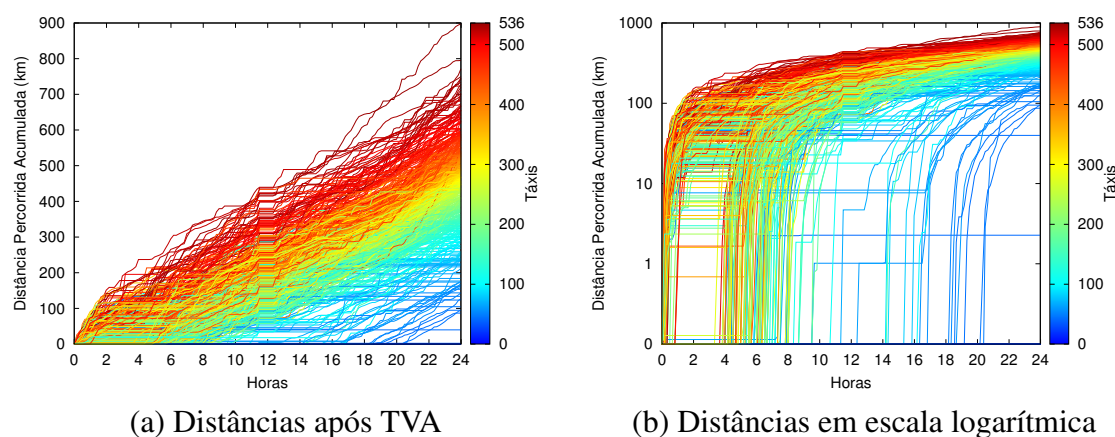 Distância Percorrida Acumulada (km)
900
800
700
600
500
400
300
200
100
0
0 2 4 6 8 10 12 14 16 18 20 22 24
Horas
536
500
400
300
200
100
0
Táxis
(a) Distâncias após TVA
Distância Percorrida Acumulada (km)
1000
100
10
1
0
0 2 4 6 8 10 12 14 16 18 20 22 24
Horas
536
500
400
300
200
100
0
Táxis
(b) Distâncias em escala logarítmica